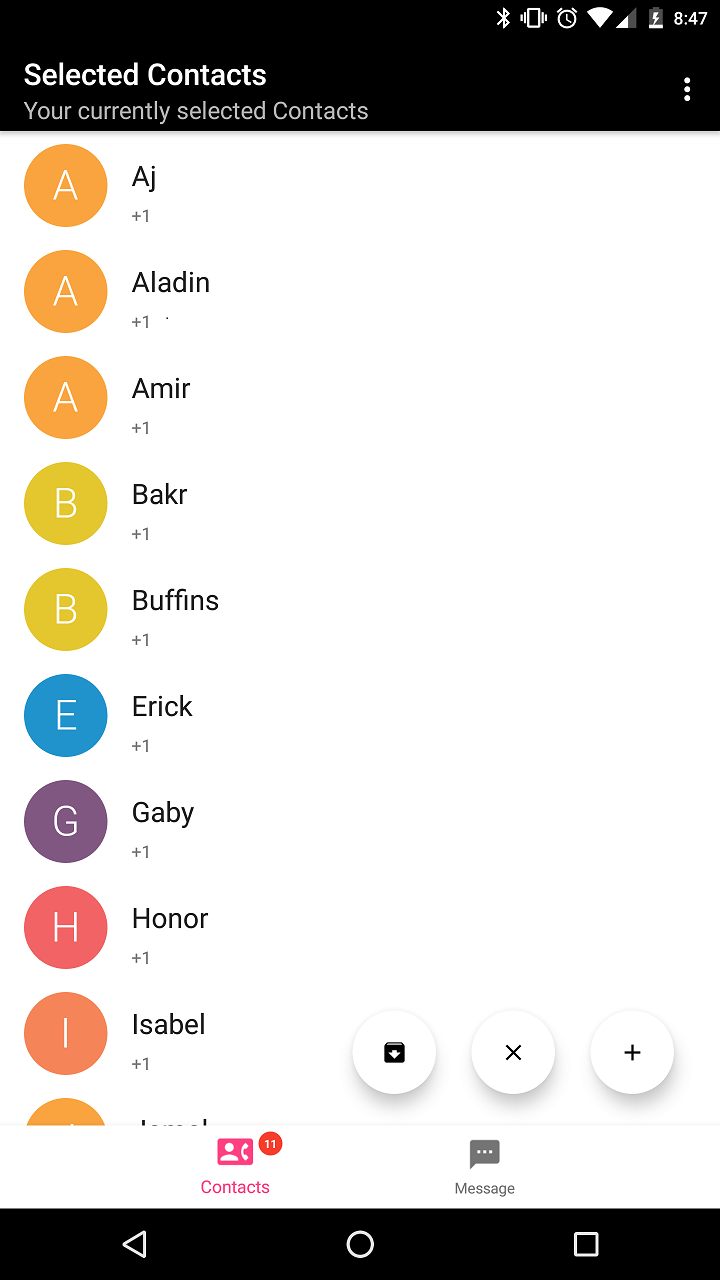 8:47
Selected Contacts
Your currently selected Contacts
A
Aj
+1
A
Aladin
+1
A
Amir
+1
B
Bakr
+1
B
Buffins
+1
E
Erick
+1
G
Gaby
+1
H
Honor
+1
I
Isabel
+1
11
Contacts
Message